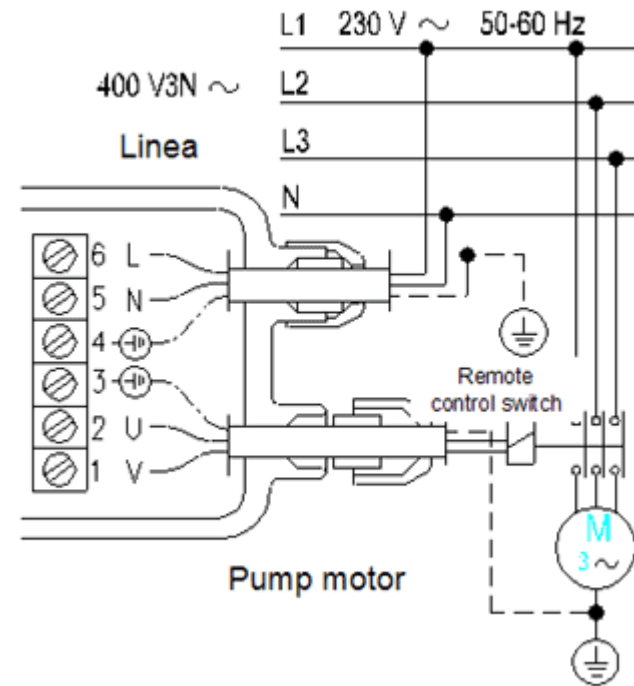 L1 230 V ~ 50-60 Hz
400 V3N ~
L2
Linea
L3
N
6 L
5 N
4
3
2 U
1 V
Remote
control switch
M
3 ~
Pump motor